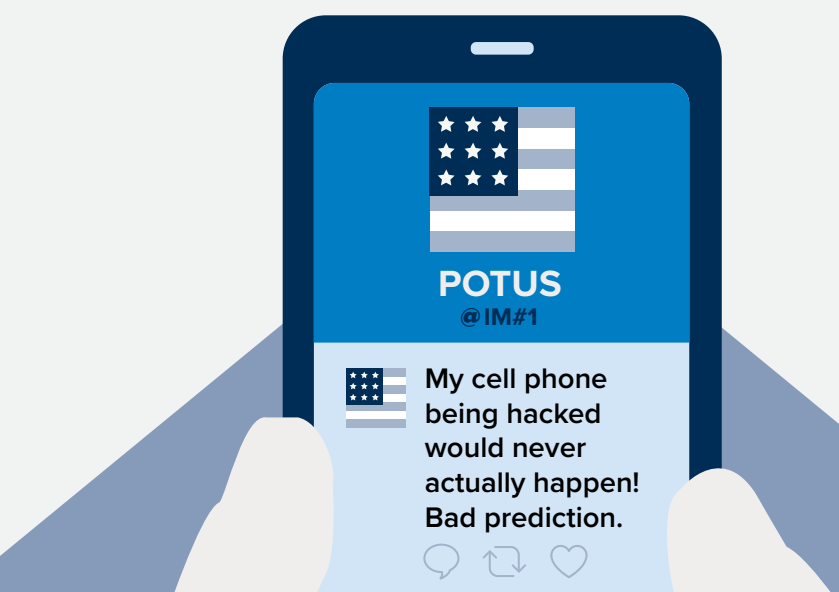 POTUS
@IM#1
My cell phone
being hacked
would never
actually happen!
Bad prediction.